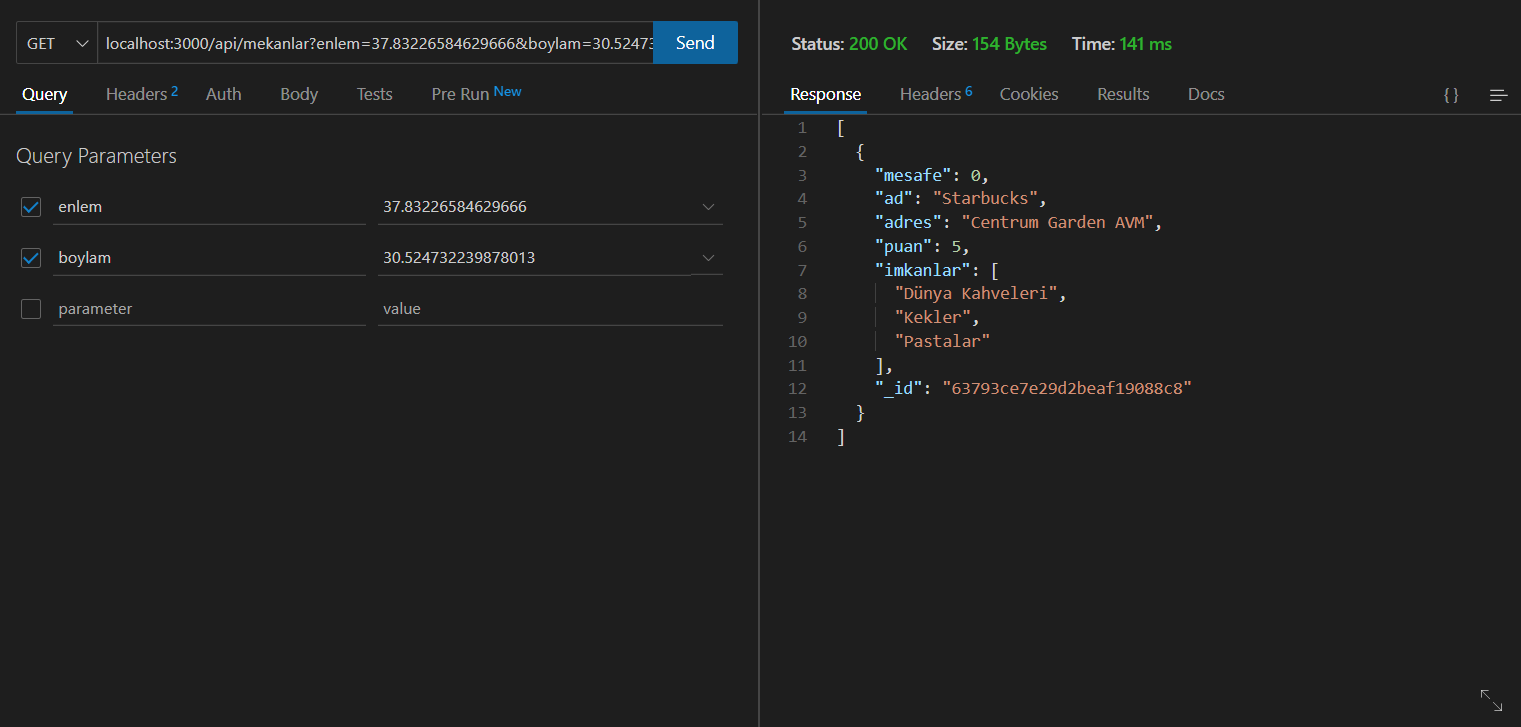 GET
localhost:3000/api/mekanlar?enlem=37.83226584629666&boylam=30.52473
Send
Query
Headers 2
Auth
Body
Tests
Pre Run New
Query Parameters
enlem 37.83226584629666
boylam 30.524732239878013
parameter value
Status: 200 OK Size: 154 Bytes Time: 141 ms
Response
Headers 6
Cookies
Results
Docs
{}
1 [
2 {
3 "mesafe": 0,
4 "ad": "Starbucks",
5 "adres": "Centrum Garden AVM",
6 "puan": 5,
7 "imkanlar": [
8 "Dünya Kahveleri",
9 "Kekler",
10 "Pastalar"
11 ],
12 "_id": "63793ce7e29d2beaf19088c8"
13 }
14 ]